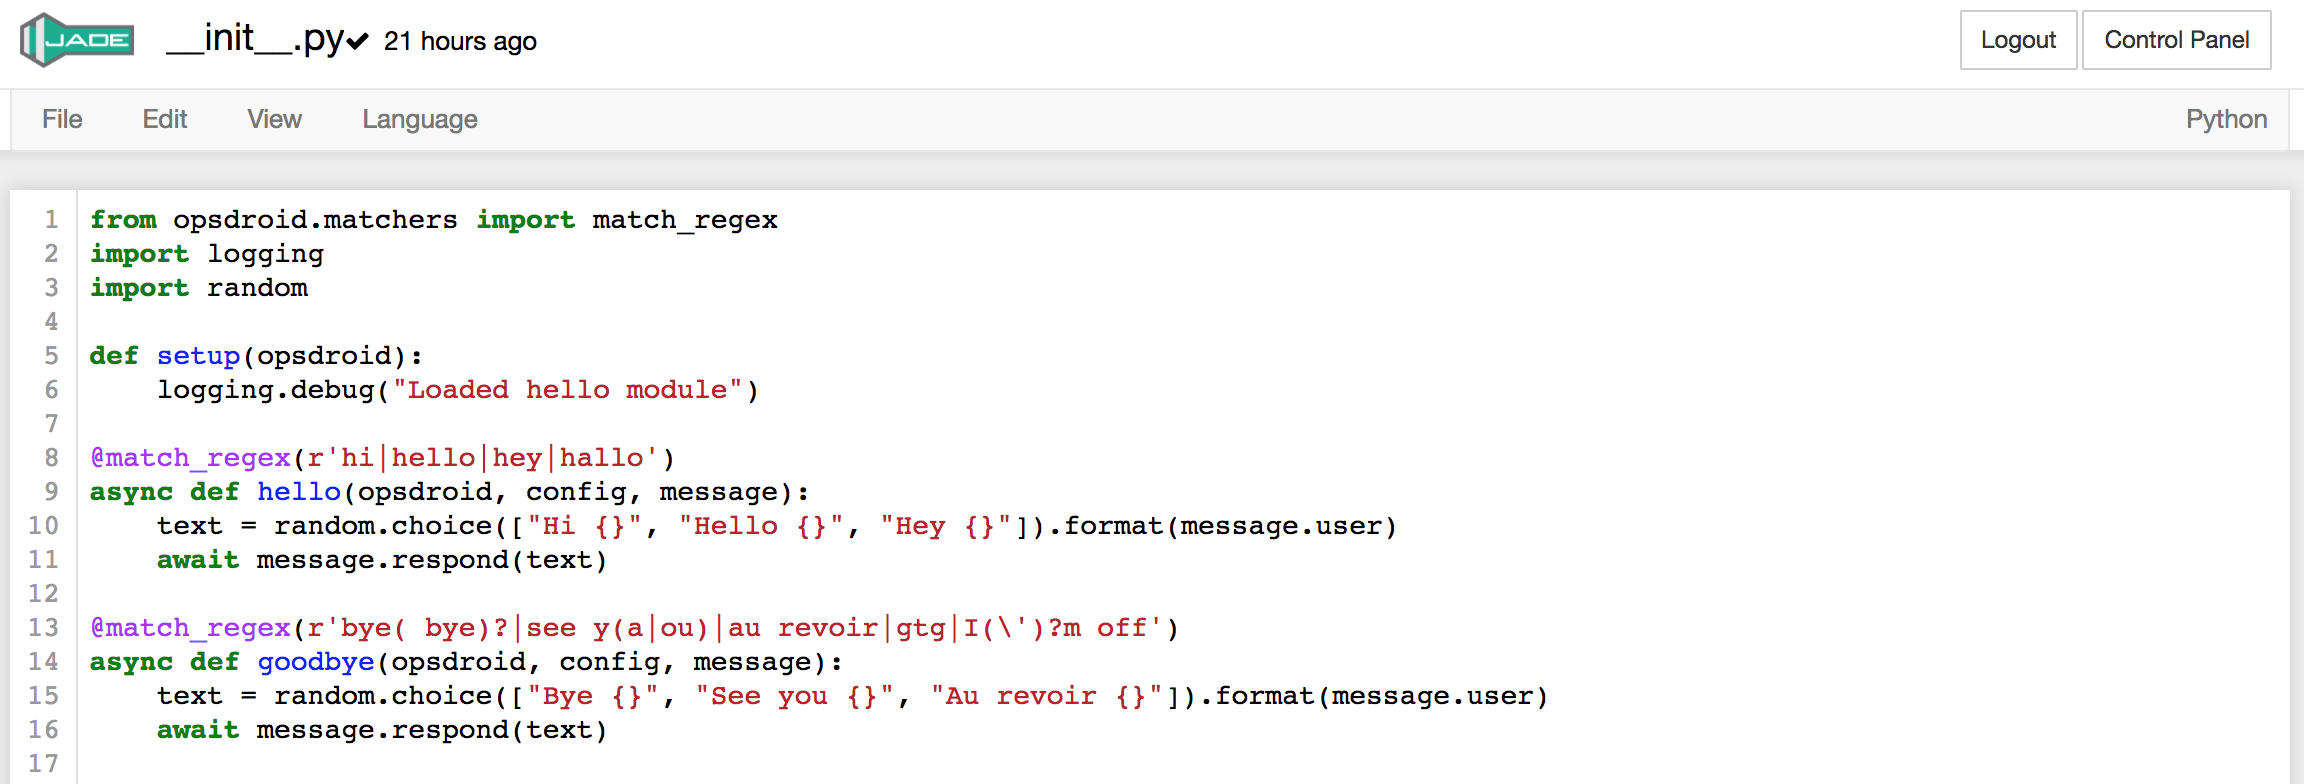 JADE __init__.py✔ 21 hours ago Logout Control Panel
File Edit View Language Python
1 from opsdroid.matchers import match_regex
2 import logging
3 import random
4
5 def setup(opsdroid):
6     logging.debug("Loaded hello module")
7
8 @match_regex(r'hi|hello|hey|hallo')
9 async def hello(opsdroid, config, message):
10     text = random.choice(["Hi {}", "Hello {}", "Hey {}"]).format(message.user)
11     await message.respond(text)
12
13 @match_regex(r'bye( bye)?|see y(a|ou)|au revoir|gtg|I(\')?m off')
14 async def goodbye(opsdroid, config, message):
15     text = random.choice(["Bye {}", "See you {}", "Au revoir {}"]).format(message.user)
16     await message.respond(text)
17